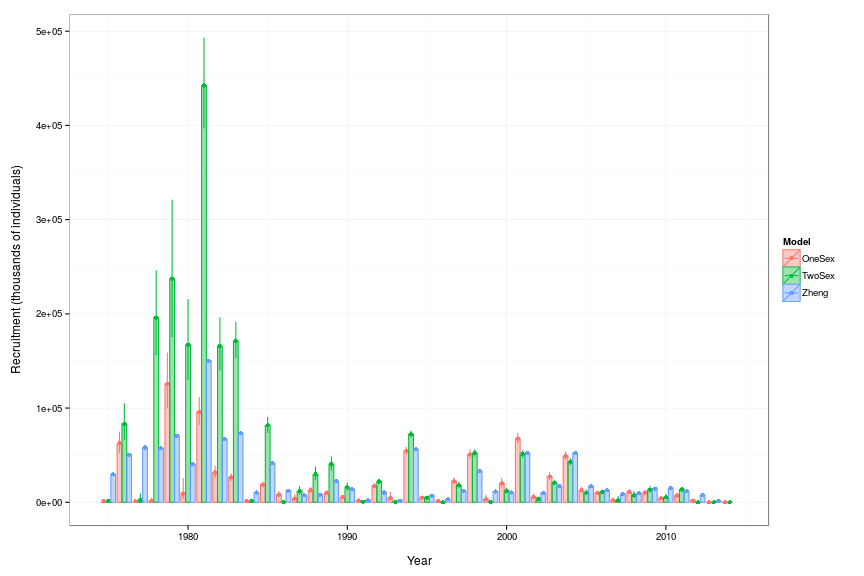 5e+05
4e+05
3e+05
2e+05
1e+05
0e+00
Recruitment (thousands of individuals)
1980
1990
2000
2010
Year
Model
OneSex
TwoSex
Zheng